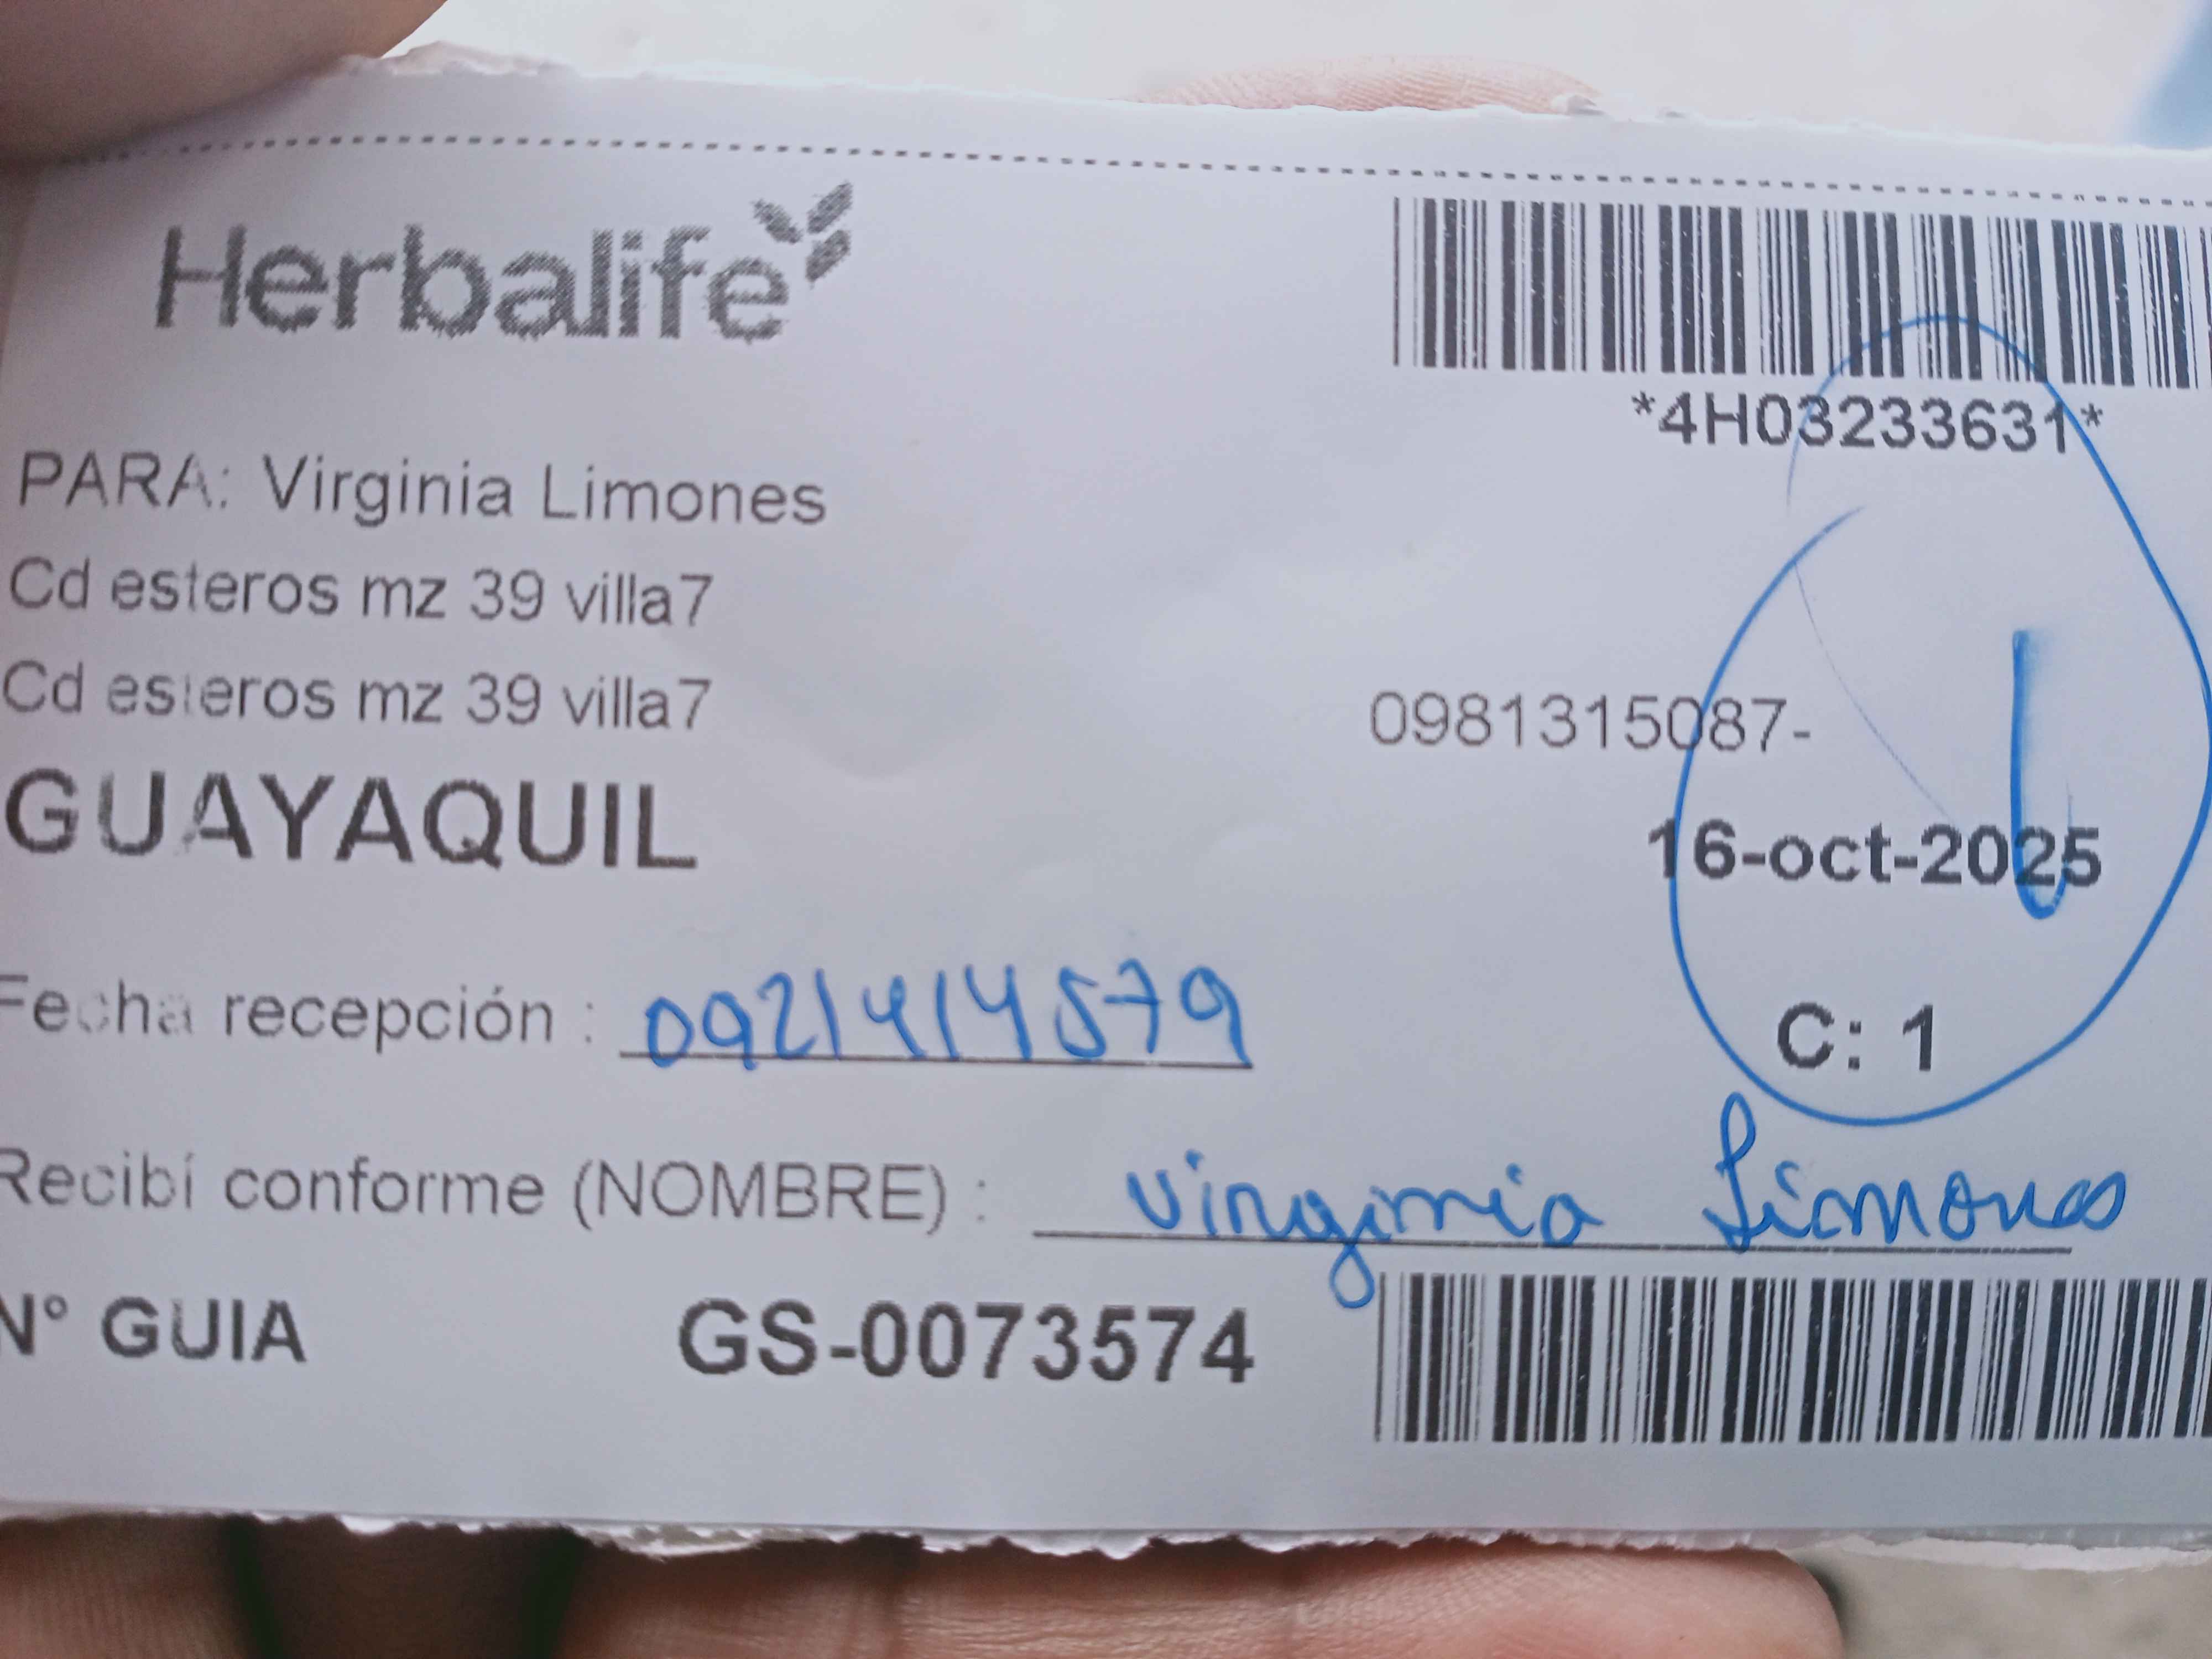 Herbalife
*4H03233631*
PARA: Virginia Limones
Cd esteros mz 39 villa7
Cd esteros mz 39 villa7
0981315087-
GUAYAQUIL
16-oct-2025
C: 1
Fecha recepción : 0921414579
Recibí conforme (NOMBRE) : Virginia Limones
N° GUIA GS-0073574